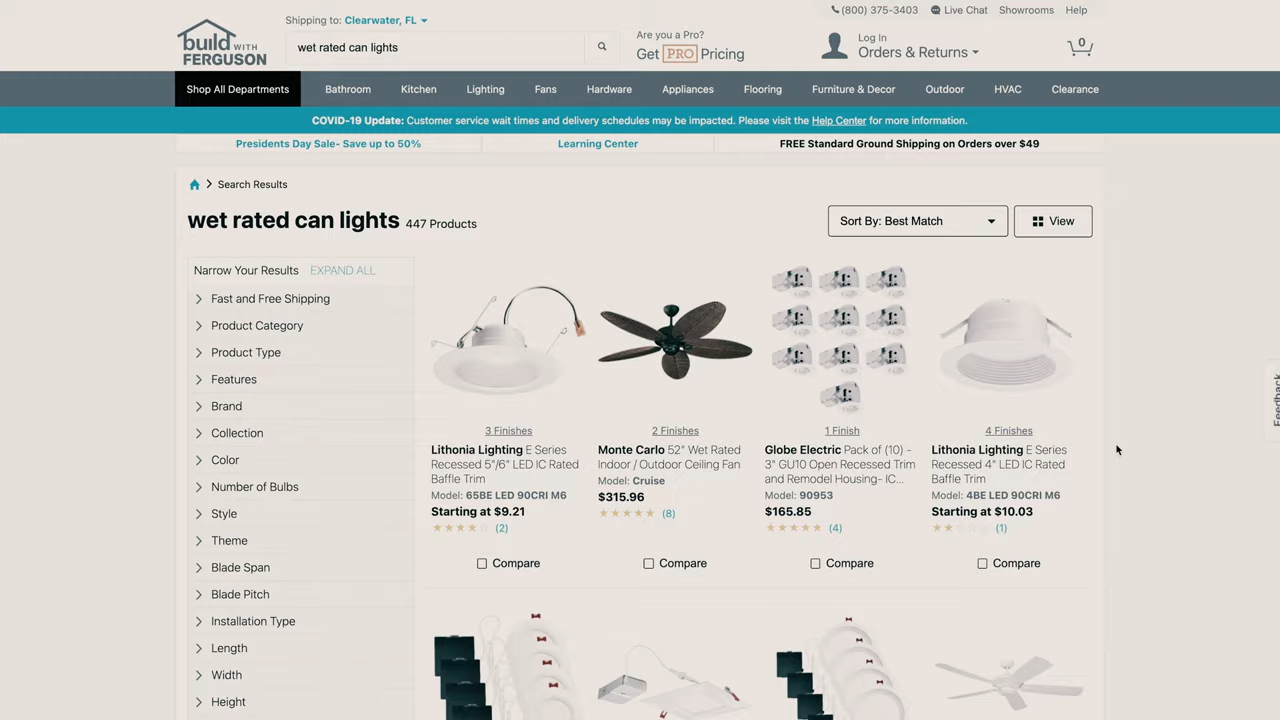 Shipping to: Clearwater, FL
(800) 375-3403 Live Chat Showrooms Help
build WITH FERGUSON
wet rated can lights
Are you a Pro?
Get PRO Pricing
Log In
Orders & Returns
0
Shop All Departments Bathroom Kitchen Lighting Fans Hardware Appliances Flooring Furniture & Decor Outdoor HVAC Clearance
COVID-19 Update: Customer service wait times and delivery schedules may be impacted. Please visit the Help Center for more information.
Presidents Day Sale- Save up to 50% Learning Center FREE Standard Ground Shipping on Orders over $49
Search Results
wet rated can lights 447 Products
Sort By: Best Match View
Narrow Your Results EXPAND ALL
Fast and Free Shipping
Product Category
Product Type
Features
Brand
Collection
Color
Number of Bulbs
Style
Theme
Blade Span
Blade Pitch
Installation Type
Length
Width
Height
3 Finishes
Lithonia Lighting E Series
Recessed 5"/6" LED IC Rated
Baffle Trim
Model: 65BE LED 90CRI M6
Starting at $9.21
(2)
Compare
2 Finishes
Monte Carlo 52" Wet Rated
Indoor / Outdoor Ceiling Fan
Model: Cruise
$315.96
(8)
Compare
1 Finish
Globe Electric Pack of (10) -
3" GU10 Open Recessed Trim
and Remodel Housing- IC...
Model: 90953
$165.85
(4)
Compare
4 Finishes
Lithonia Lighting E Series
Recessed 4" LED IC Rated
Baffle Trim
Model: 4BE LED 90CRI M6
Starting at $10.03
(1)
Compare
Feedback